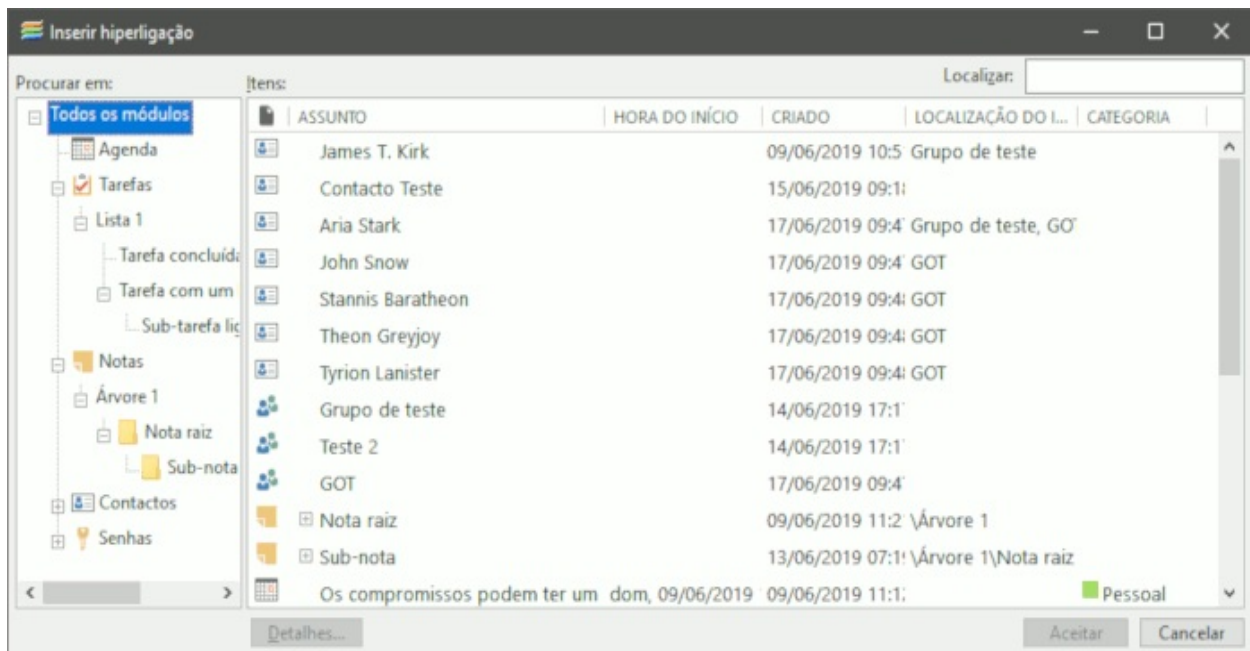 Inserir hiperligação
Procurar em:
Itens:
Localizar:
Todos os módulos
Agenda
Tarefas
Lista 1
Tarefa concluída
Tarefa com um
Sub-tarefa lig
Notas
Árvore 1
Nota raiz
Sub-nota
Contactos
Senhas
ASSUNTO HORA DO INÍCIO CRIADO LOCALIZAÇÃO DO I... CATEGORIA
James T. Kirk 09/06/2019 10:5 Grupo de teste
Contacto Teste 15/06/2019 09:18
Aria Stark 17/06/2019 09:4 Grupo de teste, GOT
John Snow 17/06/2019 09:4 GOT
Stannis Baratheon 17/06/2019 09:4 GOT
Theon Greyjoy 17/06/2019 09:4 GOT
Tyrion Lanister 17/06/2019 09:4 GOT
Grupo de teste 14/06/2019 17:1
Teste 2 14/06/2019 17:1
GOT 17/06/2019 09:4
Nota raiz 09/06/2019 11:2 \Árvore 1
Sub-nota 13/06/2019 07:1 \Árvore 1\Nota raiz
Os compromissos podem ter um dom, 09/06/2019 09/06/2019 11:1 Pessoal
Detalhes...
Aceitar
Cancelar